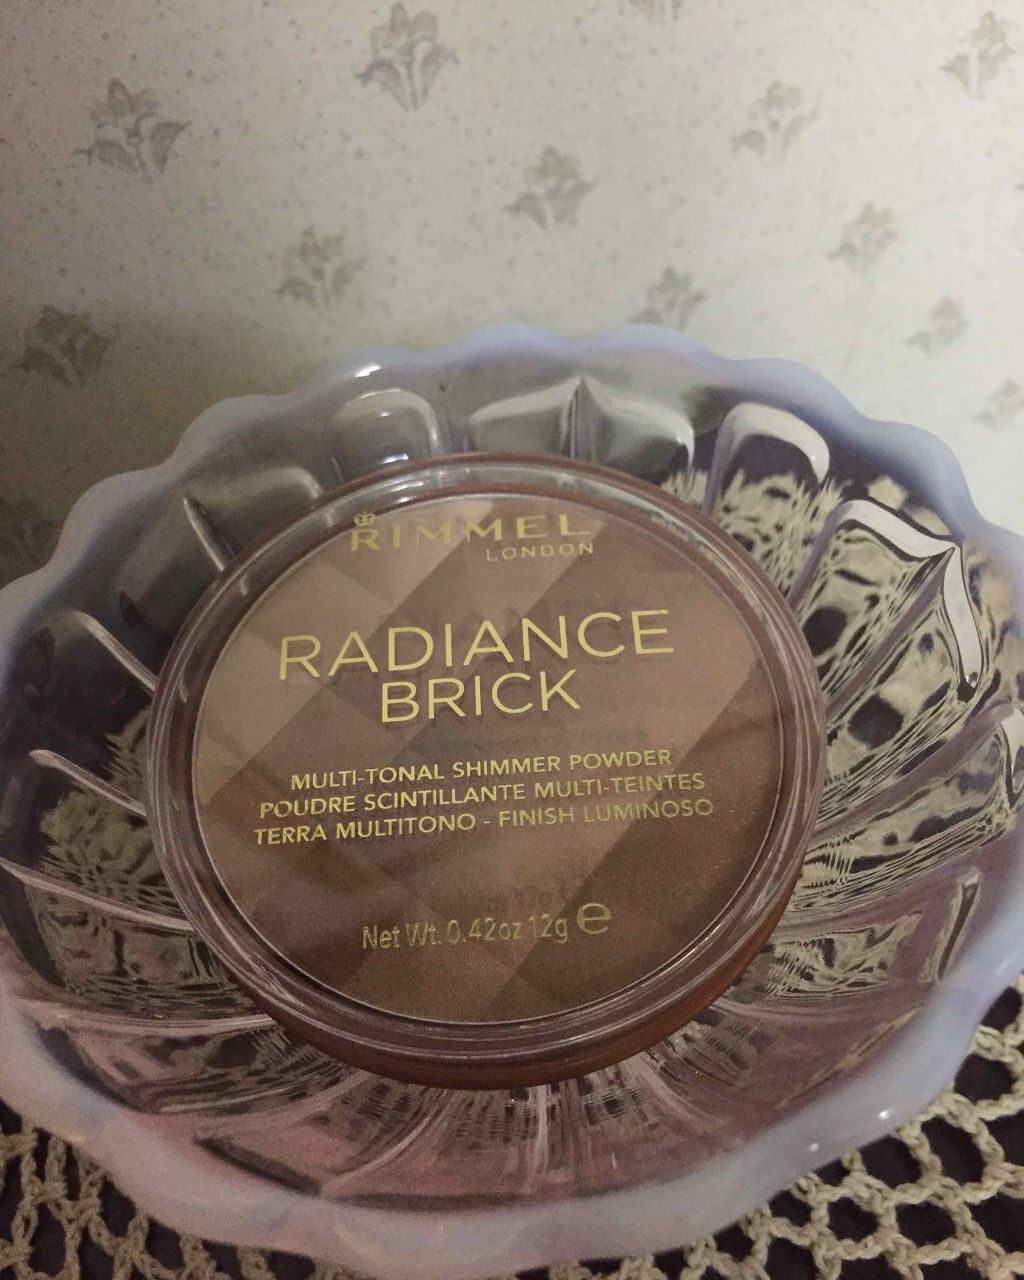 RIMMEL
LONDON
RADIANCE
BRICK
MULTI-TONAL SHIMMER POWDER
POUDRE SCINTILLANTE MULTI-TEINTES
TERRA MULTITONO - FINISH LUMINOSO
Net Wt. 0.42oz 12g ℮